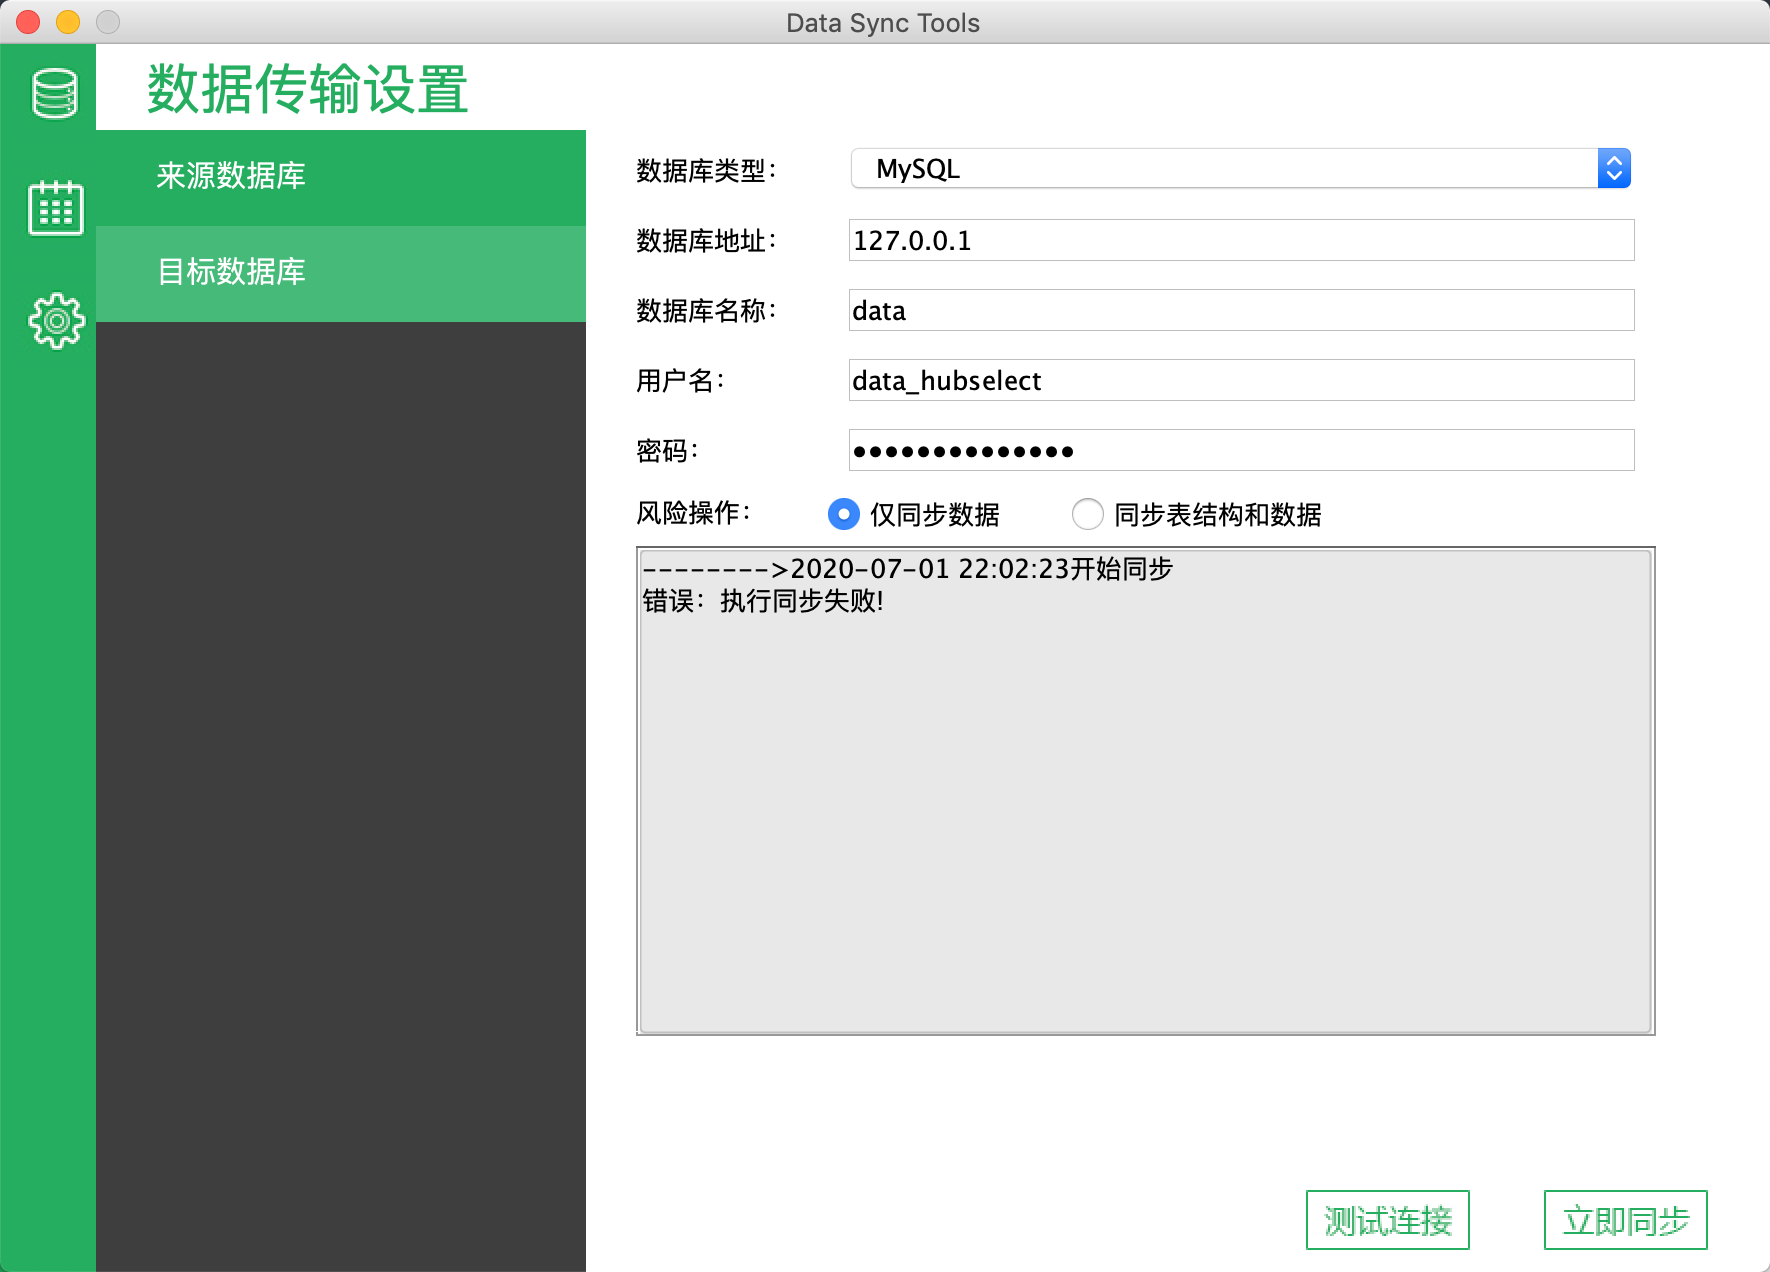 Data Sync Tools
数据传输设置
来源数据库
目标数据库
数据库类型：
MySQL
数据库地址：
127.0.0.1
数据库名称：
data
用户名：
data_hubselect
密码：
●●●●●●●●●●●●●●
风险操作：
仅同步数据
同步表结构和数据
-------->2020-07-01 22:02:23开始同步
错误：执行同步失败!
测试连接
立即同步